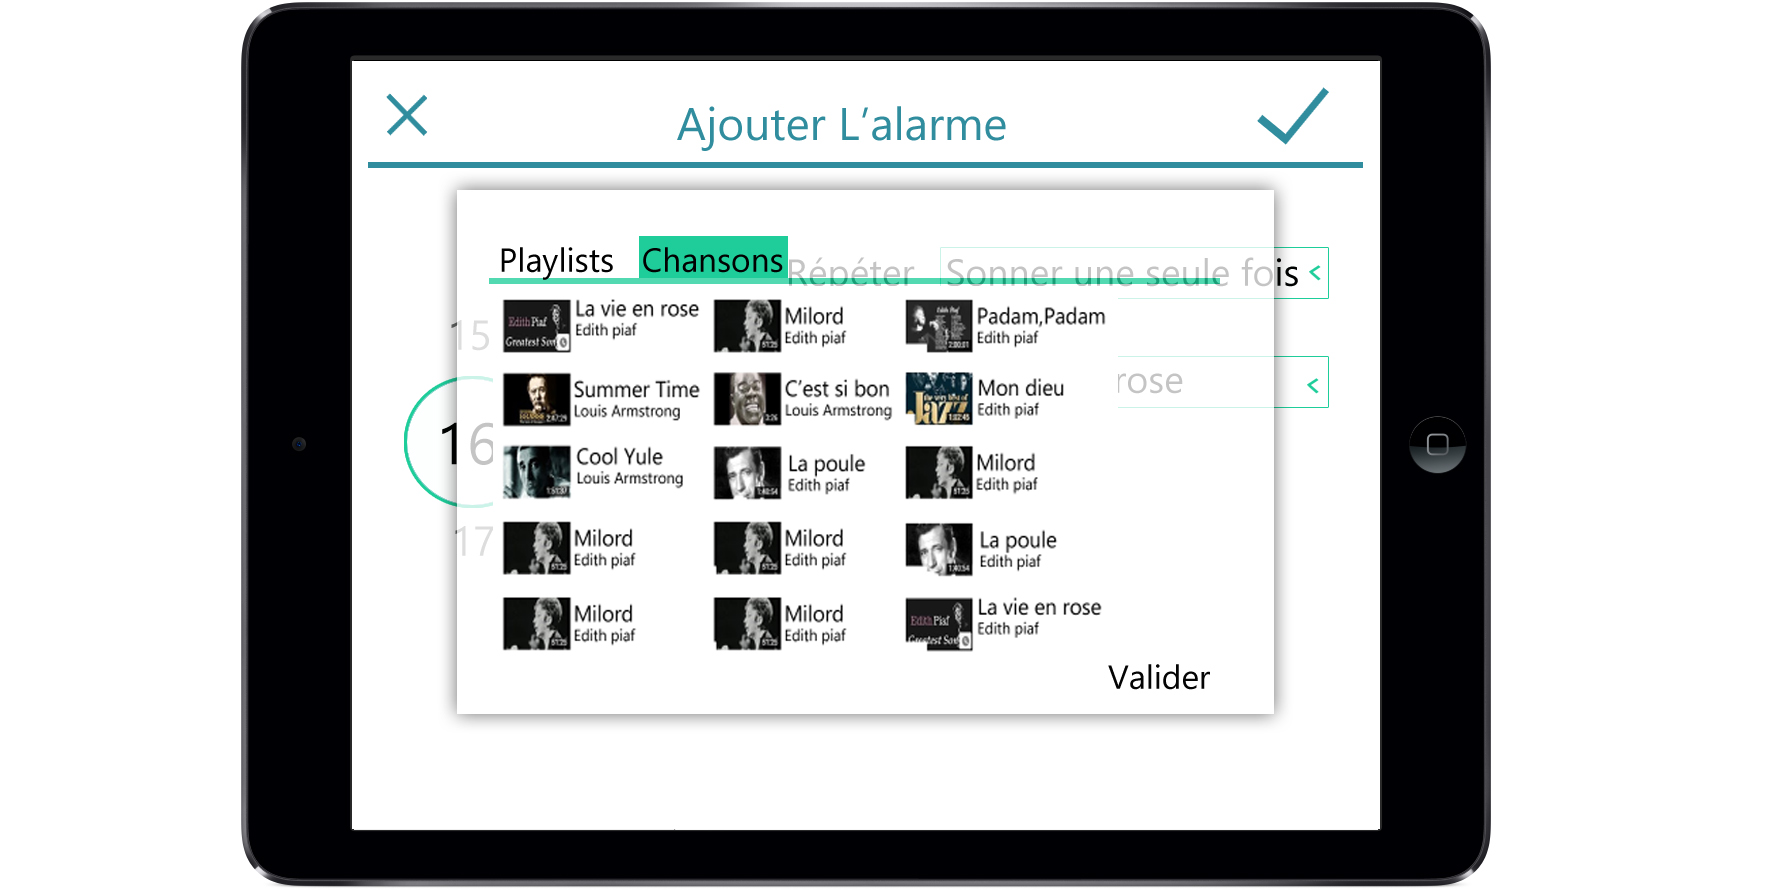 Ajouter L’alarme
Playlists Chansons
Répéter Sonner une seule fois <
15
16
17
rose <
La vie en rose
Edith piaf
Milord
Edith piaf
Padam,Padam
Edith piaf
Summer Time
Louis Armstrong
C’est si bon
Louis Armstrong
Mon dieu
Edith piaf
Cool Yule
Louis Armstrong
La poule
Edith piaf
Milord
Edith piaf
Milord
Edith piaf
Milord
Edith piaf
La poule
Edith piaf
Milord
Edith piaf
Milord
Edith piaf
La vie en rose
Edith piaf
Valider